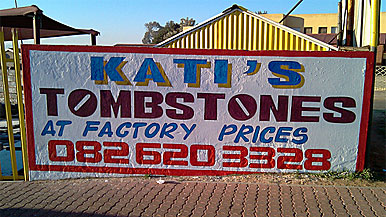 KATI'S
TOMBSTONES
AT FACTORY PRICES
082 620 3328